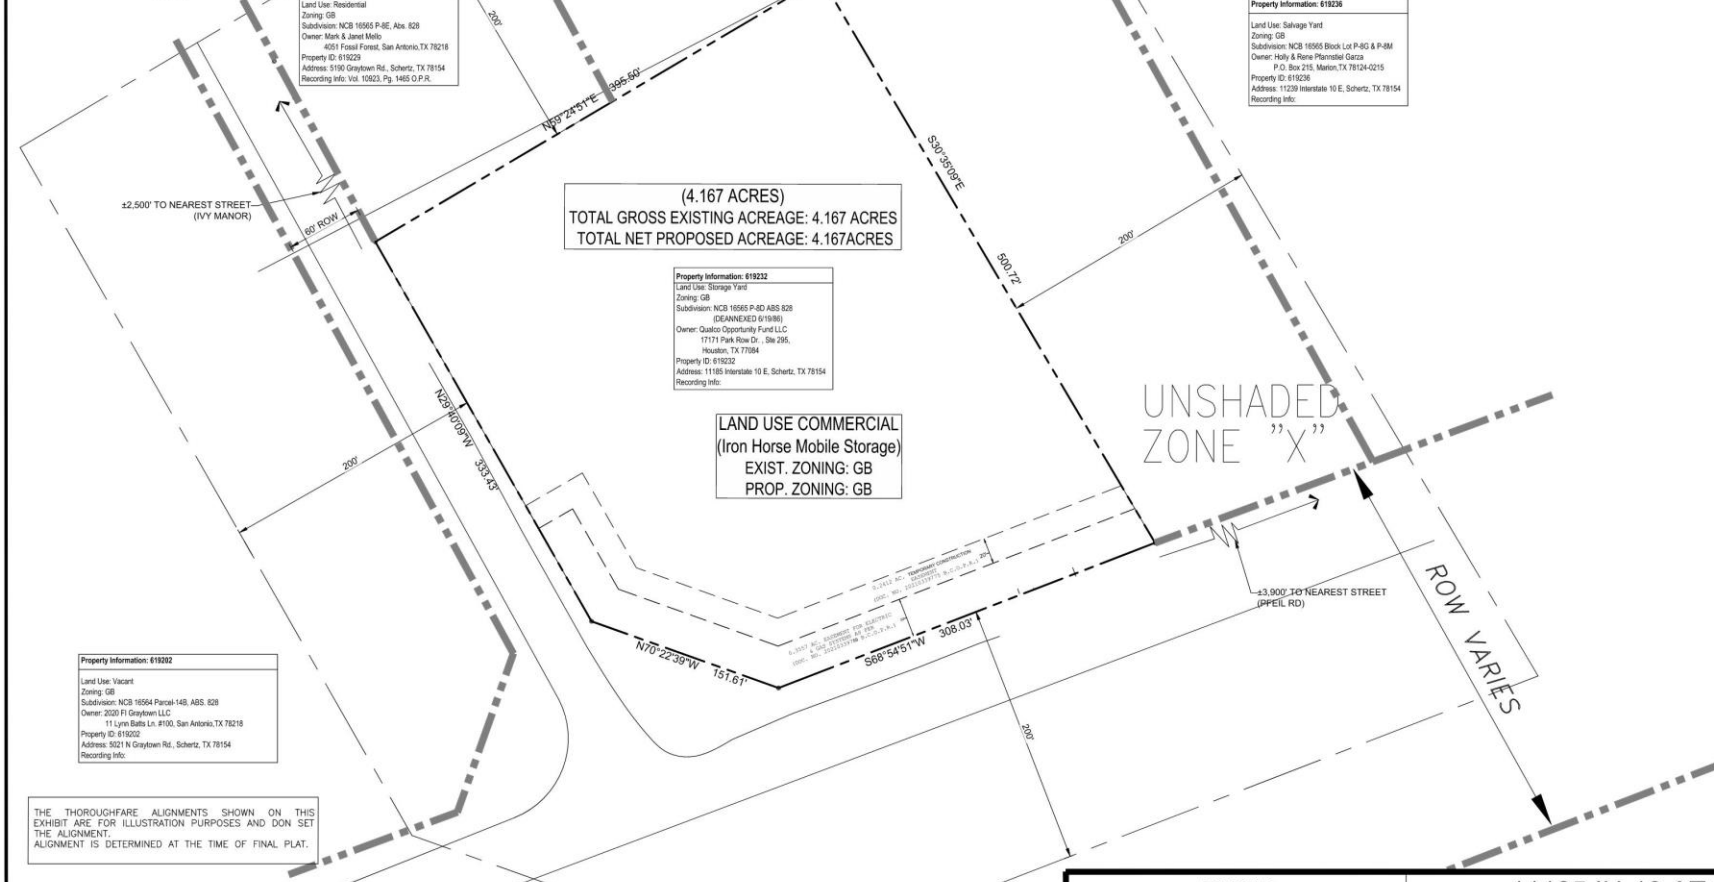 Land Use: Residential
Zoning: GB
Subdivision: NCB 16565 P-8E, Abs. 828
Owner: Mark & Janet Mello
4051 Fossil Forest, San Antonio,TX 78218
Property ID: 619229
Address: 5190 Graytown Rd., Schertz, TX 78154
Recording Info: Vol. 10923, Pg. 1465 O.P.R.
200'
N59°24'51"E 395.50'
Property Information: 619236
Land Use: Salvage Yard
Zoning: GB
Subdivision: NCB 16565 Block Lot P-8G & P-8M
Owner: Holly & Rene Pfannstiel Garza
P.O. Box 215, Marion,TX 78124-0215
Property ID: 619236
Address: 11239 Interstate 10 E, Schertz, TX 78154
Recording Info:
±2,500' TO NEAREST STREET
(IVY MANOR)
60' ROW
(4.167 ACRES)
TOTAL GROSS EXISTING ACREAGE: 4.167 ACRES
TOTAL NET PROPOSED ACREAGE: 4.167ACRES
S30°35'09"E
500.72'
200'
Property Information: 619232
Land Use: Storage Yard
Zoning: GB
Subdivision: NCB 16565 P-8D ABS 828
(DEANNEXED 6/19/86)
Owner: Qualco Opportunity Fund LLC
17171 Park Row Dr. , Ste 295,
Houston, TX 77084
Property ID: 619232
Address: 11185 Interstate 10 E, Schertz, TX 78154
Recording Info:
N29°40'09"W 333.43'
200'
LAND USE COMMERCIAL
(Iron Horse Mobile Storage)
EXIST. ZONING: GB
PROP. ZONING: GB
UNSHADED
ZONE "X"
TEMPORARY CONSTRUCTION
EASEMENT
20'
±3,900' TO NEAREST STREET
(PFEIL RD)
ROW VARIES
N70°22'39"W 151.61'
S68°54'51"W 308.03'
200'
Property Information: 619202
Land Use: Vacant
Zoning: GB
Subdivision: NCB 16564 Parcel-14B, ABS. 828
Owner: 2020 FI Graytown LLC
11 Lynn Batts Ln. #100, San Antonio,TX 78218
Property ID: 619202
Address: 5021 N Graytown Rd., Schertz, TX 78154
Recording Info:
THE THOROUGHFARE ALIGNMENTS SHOWN ON THIS
EXHIBIT ARE FOR ILLUSTRATION PURPOSES AND DON SET
THE ALIGNMENT.
ALIGNMENT IS DETERMINED AT THE TIME OF FINAL PLAT.